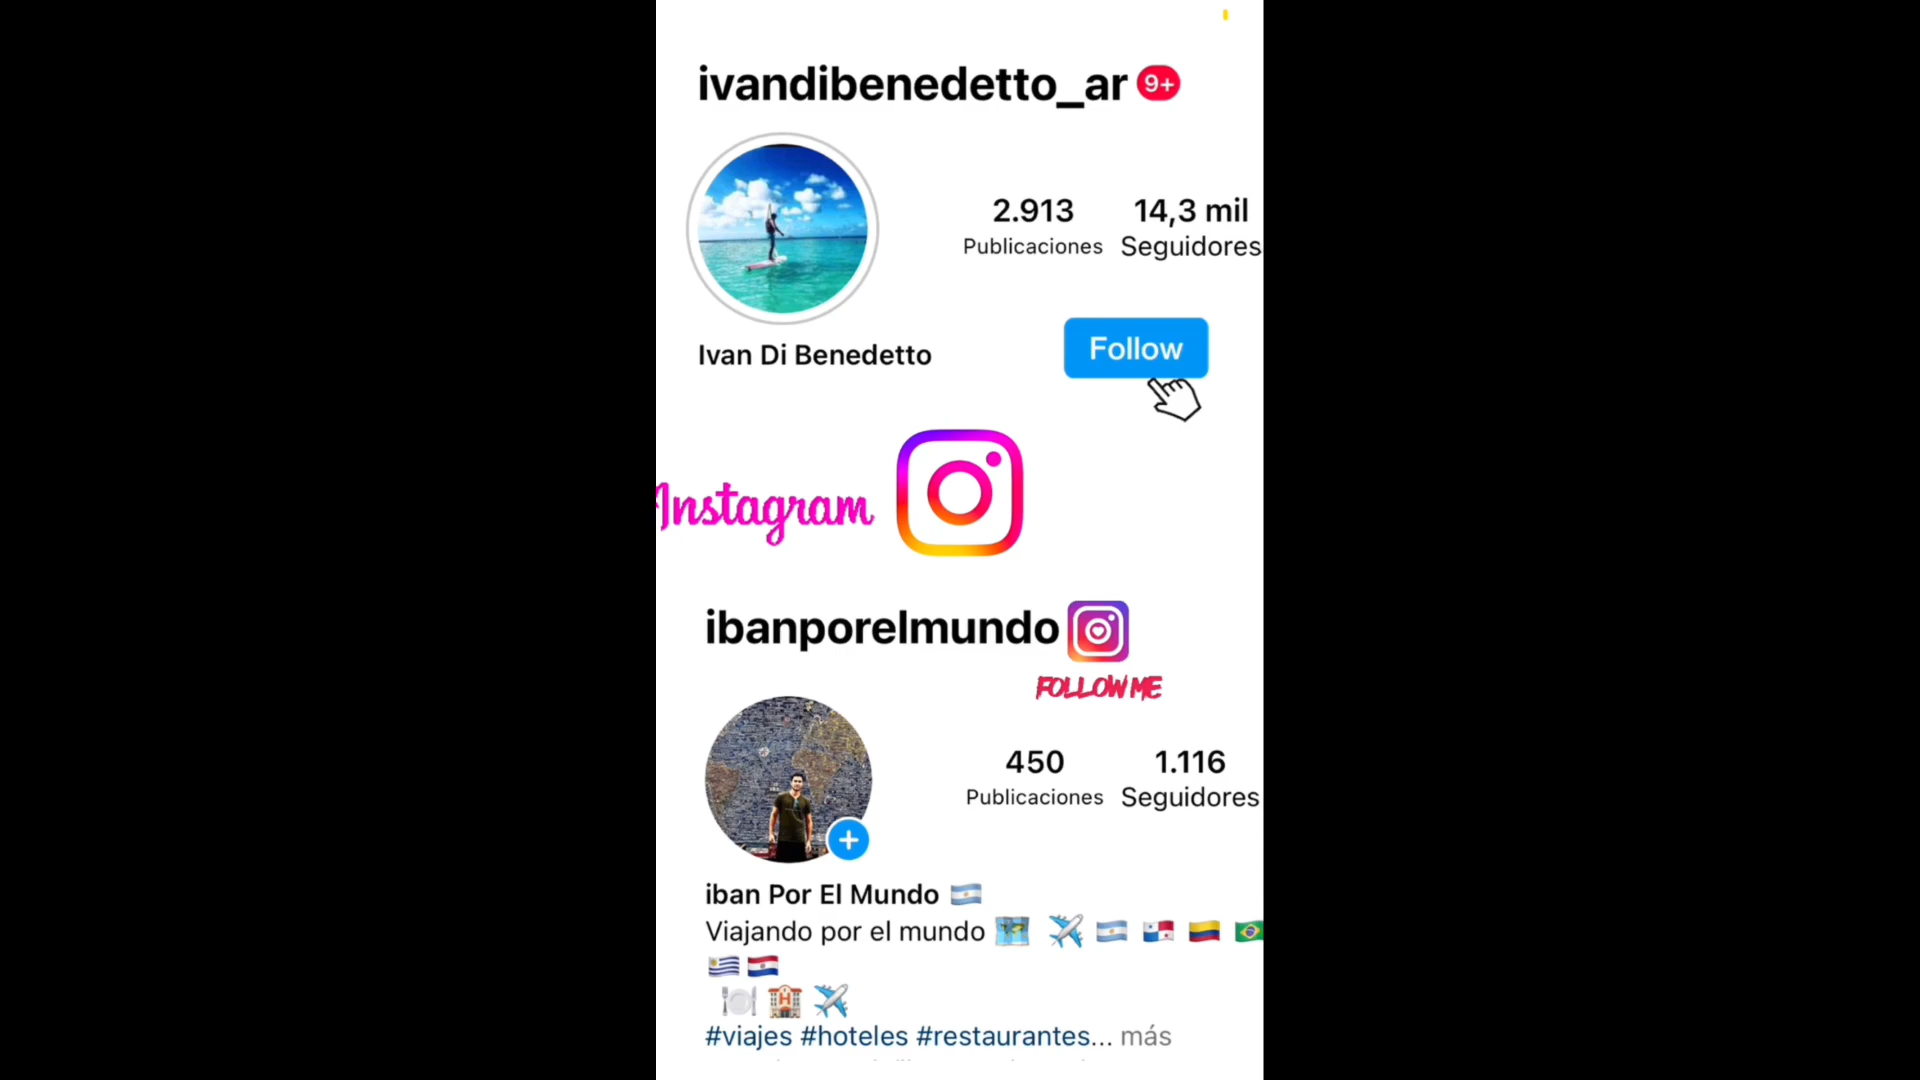 ivandibenedetto_ar 9+
2.913 14,3 mil
Publicaciones Seguidores
Ivan Di Benedetto
Follow
Instagram
ibanporelmundo
FOLLOW ME
450 1.116
Publicaciones Seguidores
iban Por El Mundo 🇦🇷
Viajando por el mundo 🗺️ ✈️ 🇦🇷 🇵🇦 🇨🇴 🇧🇷
🇺🇾 🇵🇾
🍽️ 🏨 ✈️
#viajes #hoteles #restaurantes... más